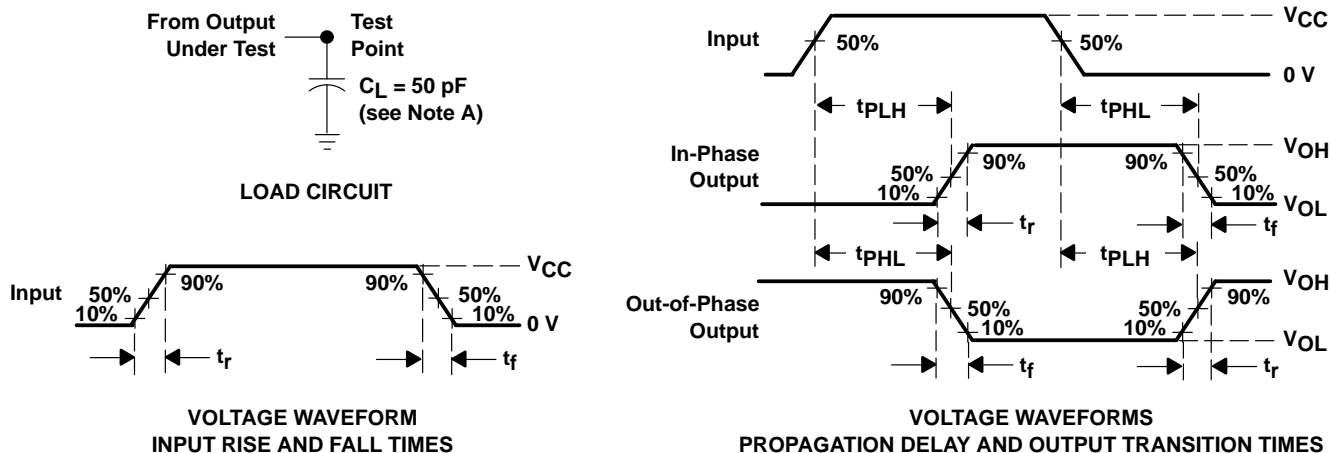 From Output
Under Test
Test
Point
CL = 50 pF
(see Note A)
LOAD CIRCUIT
Input
50%
10%
90%
90%
50%
10%
VCC
0 V
tr
tf
VOLTAGE WAVEFORM
INPUT RISE AND FALL TIMES
Input
50%
50%
VCC
0 V
tPLH
tPHL
In-Phase
Output
50%
10%
90%
90%
50%
10%
VOH
VOL
tr
tf
tPHL
tPLH
Out-of-Phase
Output
90%
50%
10%
50%
10%
90%
VOH
VOL
tf
tr
VOLTAGE WAVEFORMS
PROPAGATION DELAY AND OUTPUT TRANSITION TIMES